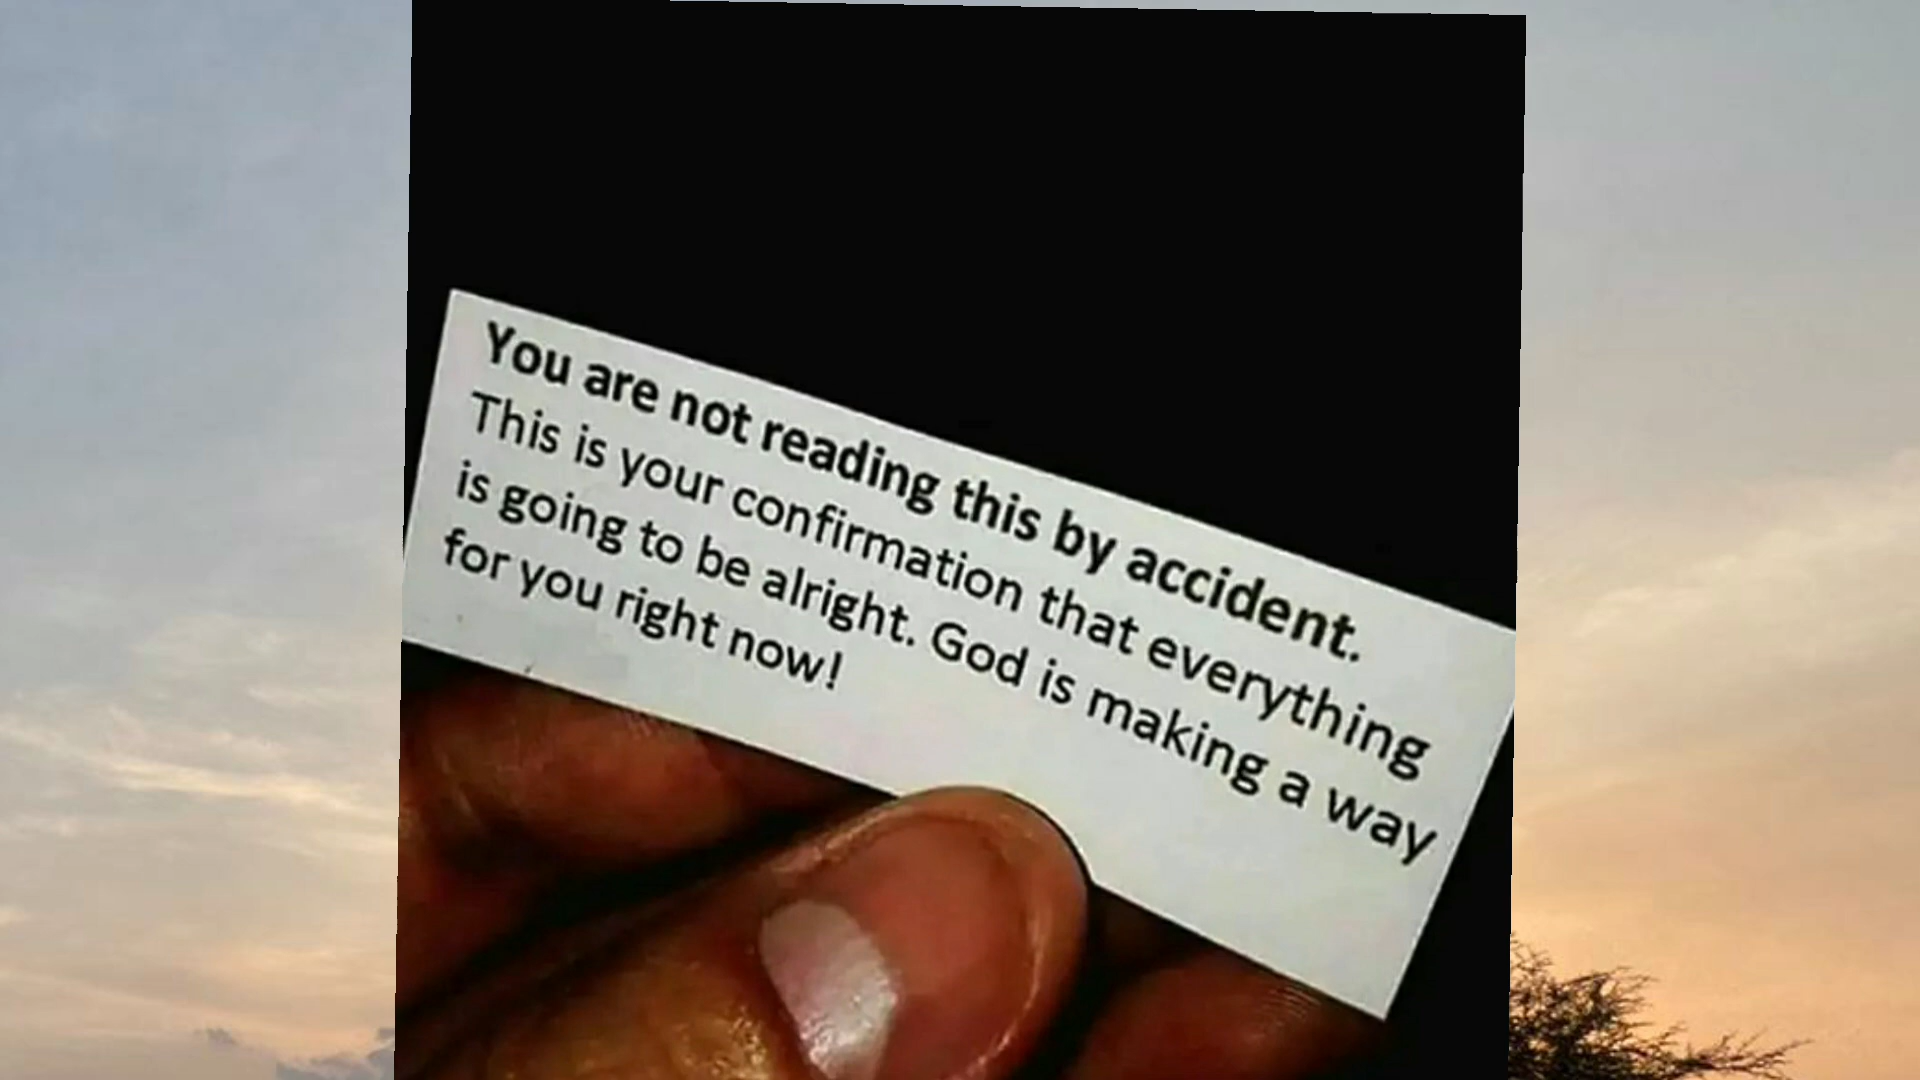 You are not reading this by accident.
This is your confirmation that everything
is going to be alright. God is making a way
for you right now!